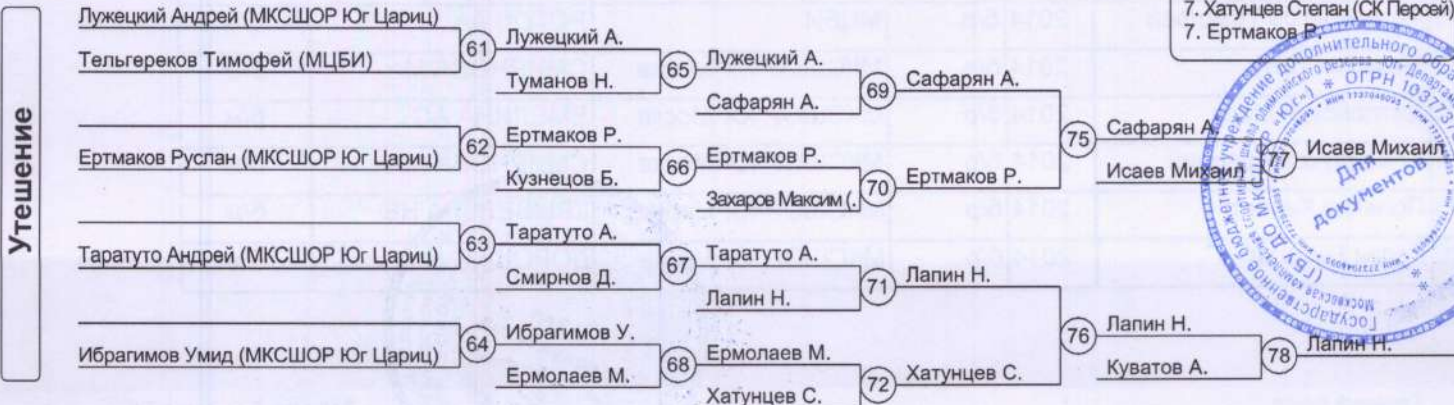 Утешение
Лужецкий Андрей (МКСШОР Юг Цариц)
Тельгереков Тимофей (МЦБИ)
Ертмаков Руслан (МКСШОР Юг Цариц)
Таратуто Андрей (МКСШОР Юг Цариц)
Ибрагимов Умид (МКСШОР Юг Цариц)
61
62
63
64
Лужецкий А.
Туманов Н.
Ертмаков Р.
Кузнецов Б.
Таратуто А.
Смирнов Д.
Ибрагимов У.
Ермолаев М.
65
66
67
68
Лужецкий А.
Сафарян А.
Ертмаков Р.
Захаров Максим (.
Таратуто А.
Лапин Н.
Ермолаев М.
Хатунцев С.
69
70
71
72
Сафарян А.
Ертмаков Р.
Лапин Н.
Хатунцев С.
75
76
Сафарян А.
Исаев Михаил
Лапин Н.
Куватов А.
77
78
Исаев Михаил
Лапин Н.
7. Хатунцев Степан (СК Персей)
7. Ертмаков Р.
Для
документов